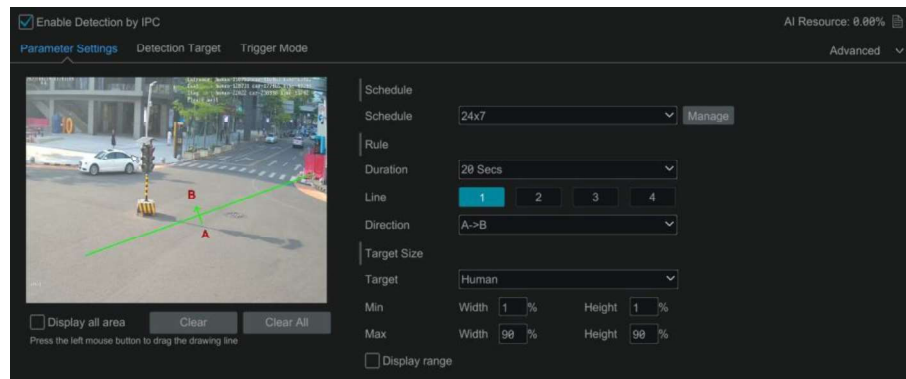 Enable Detection by IPC
AI Resource: 0.00%
Parameter Settings Detection Target Trigger Mode
Advanced
Schedule
Schedule 24x7 Manage
Rule
Duration 20 Secs
Line 1 2 3 4
Direction A->B
Target Size
Target Human
Min Width 1 % Height 1 %
Max Width 90 % Height 90 %
Display range
B
A
Display all area Clear Clear All
Press the left mouse button to drag the drawing line